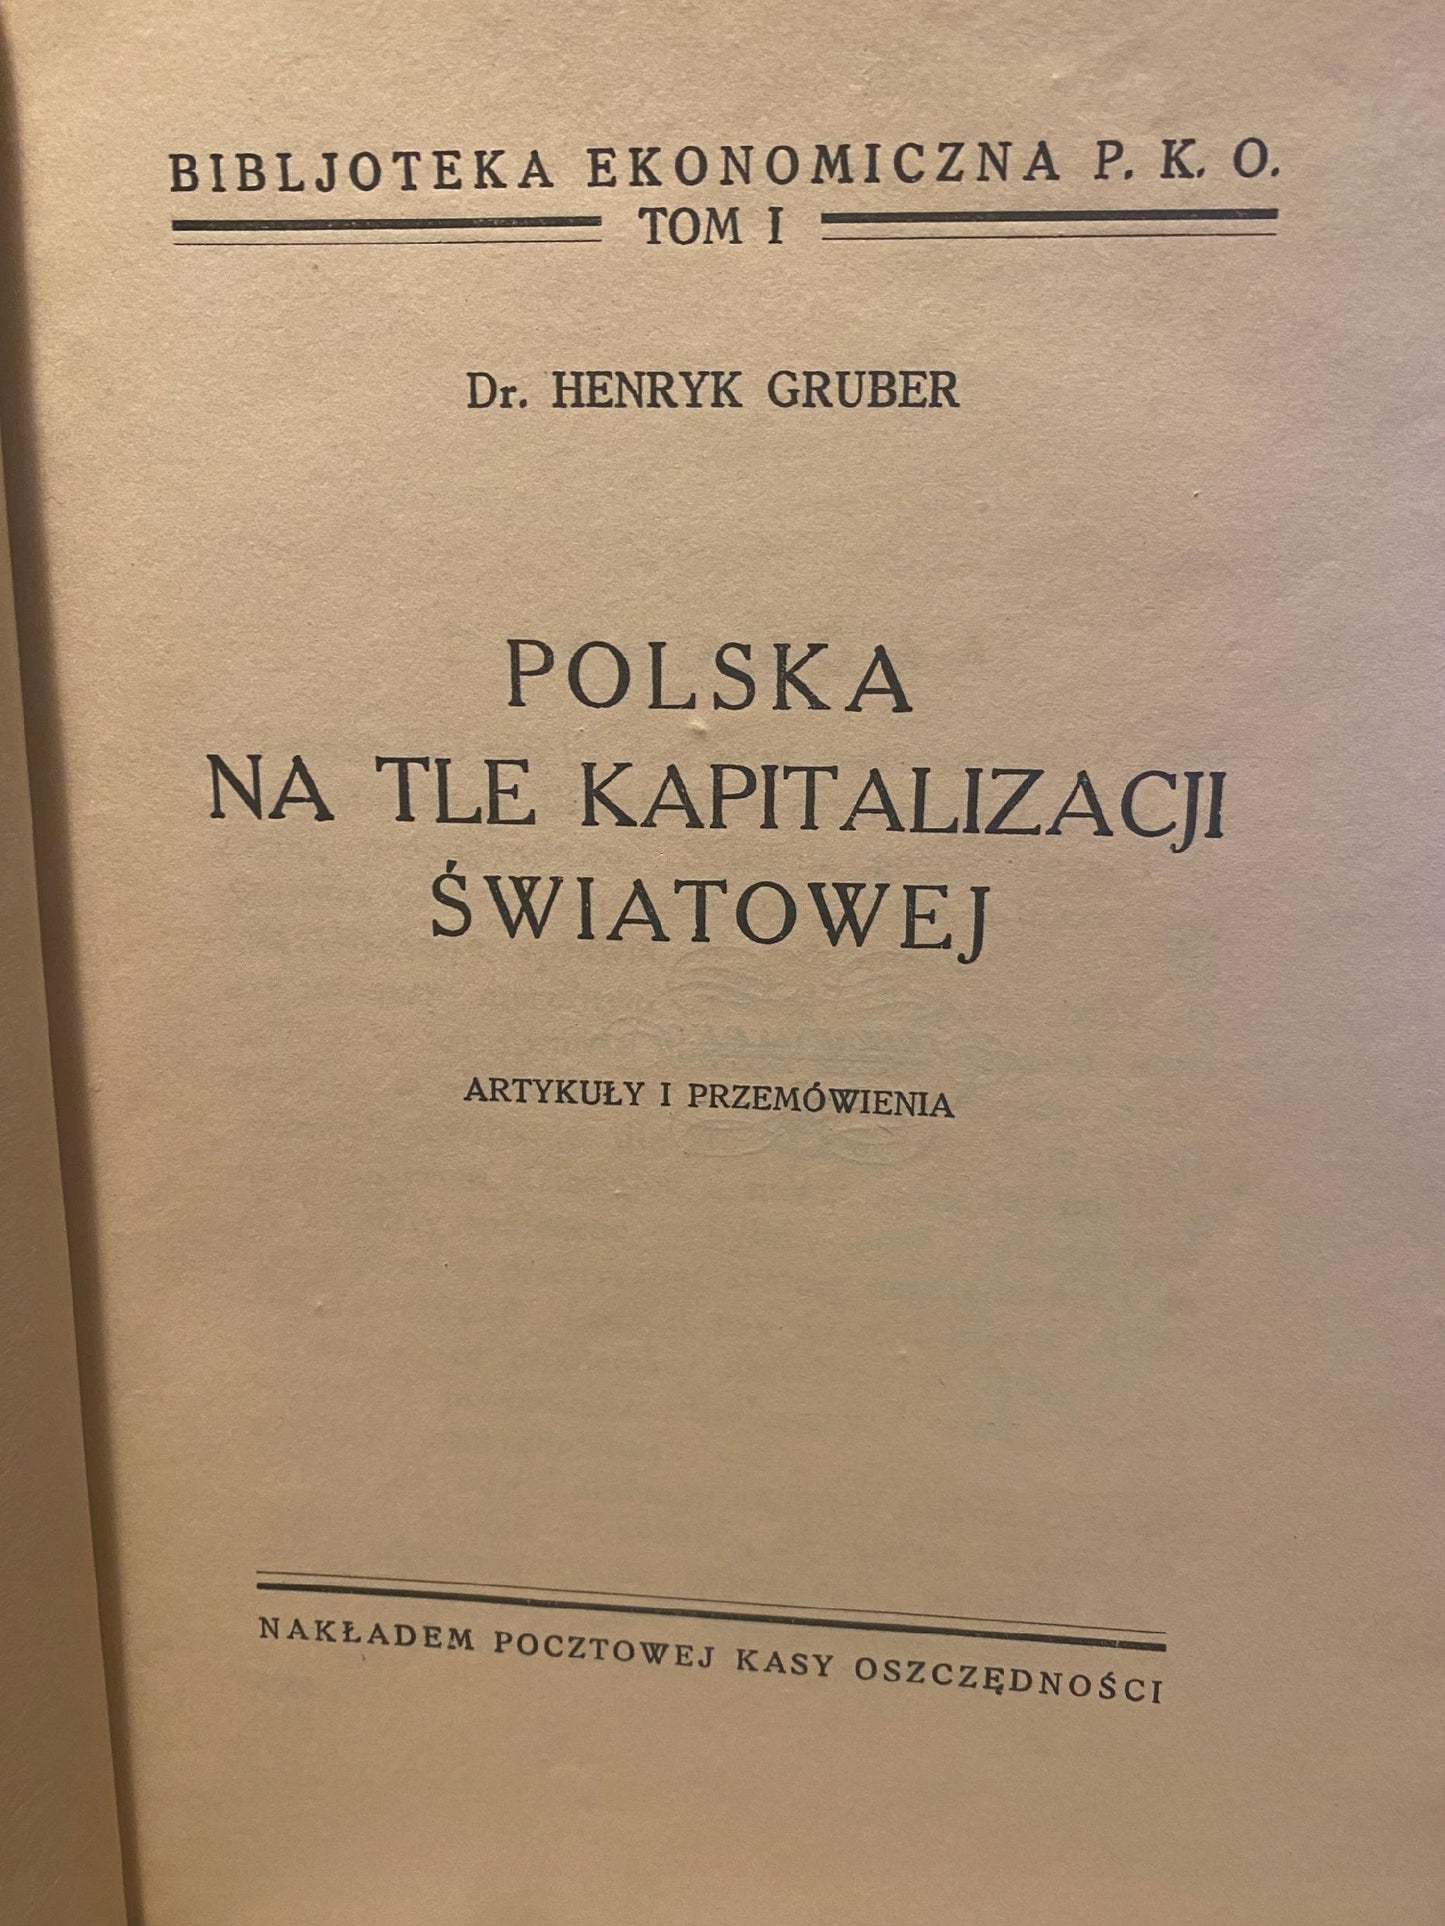 BIBLJOTEKA EKONOMICZNA P. K. O.
TOM I
Dr. HENRYK GRUBER
POLSKA
NA TLE KAPITALIZACJI
ŚWIATOWEJ
ARTYKUŁY I PRZEMÓWIENIA
NAKŁADEM POCZTOWEJ KASY OSZCZĘDNOŚCI